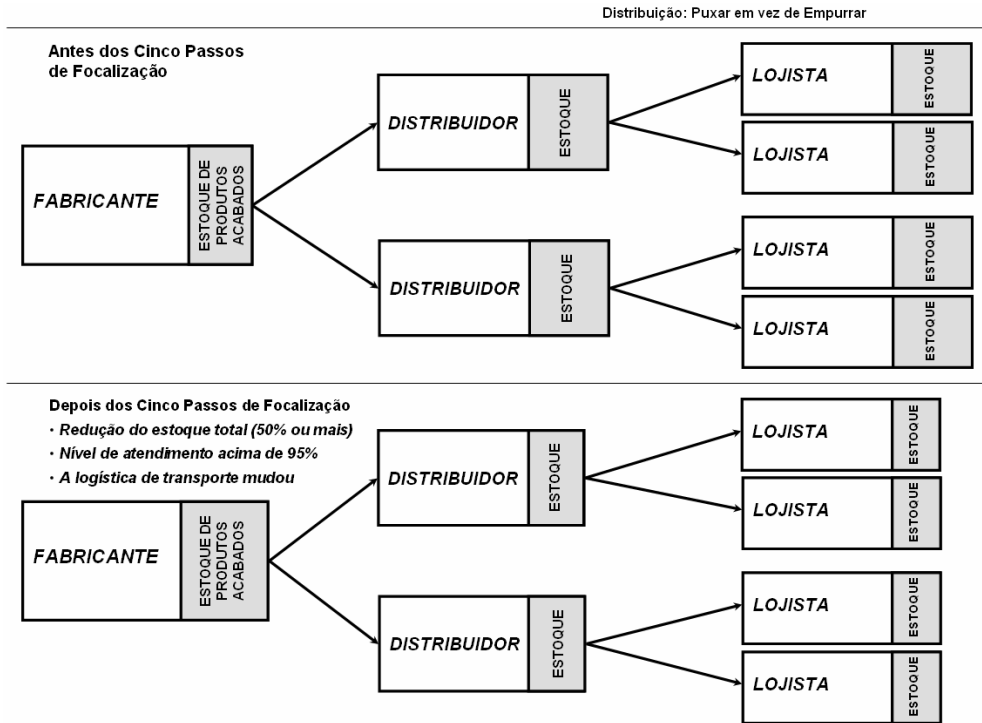 Distribuição: Puxar em vez de Empurrar
Antes dos Cinco Passos
de Focalização
FABRICANTE
ESTOQUE DE
PRODUTOS
ACABADOS
DISTRIBUIDOR
ESTOQUE
LOJISTA
ESTOQUE
LOJISTA
ESTOQUE
DISTRIBUIDOR
ESTOQUE
LOJISTA
ESTOQUE
LOJISTA
ESTOQUE
Depois dos Cinco Passos de Focalização
· Redução do estoque total (50% ou mais)
· Nível de atendimento acima de 95%
· A logística de transporte mudou
FABRICANTE
ESTOQUE DE
PRODUTOS
ACABADOS
DISTRIBUIDOR
ESTOQUE
LOJISTA
ESTOQUE
LOJISTA
ESTOQUE
DISTRIBUIDOR
ESTOQUE
LOJISTA
ESTOQUE
LOJISTA
ESTOQUE